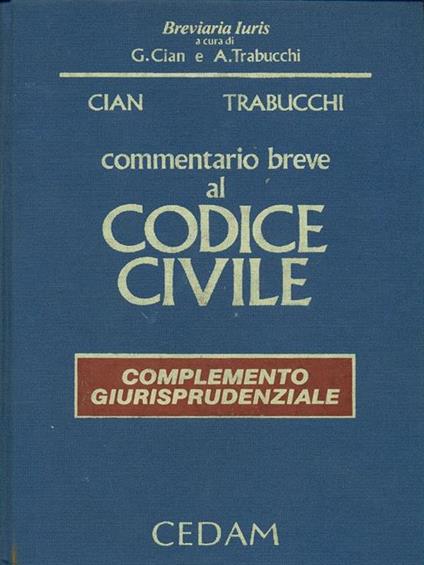 Breviaria Iuris
a cura di
G. Cian e A. Trabucchi
CIAN TRABUCCHI
commentario breve
al
CODICE
CIVILE
COMPLEMENTO
GIURISPRUDENZIALE
CEDAM